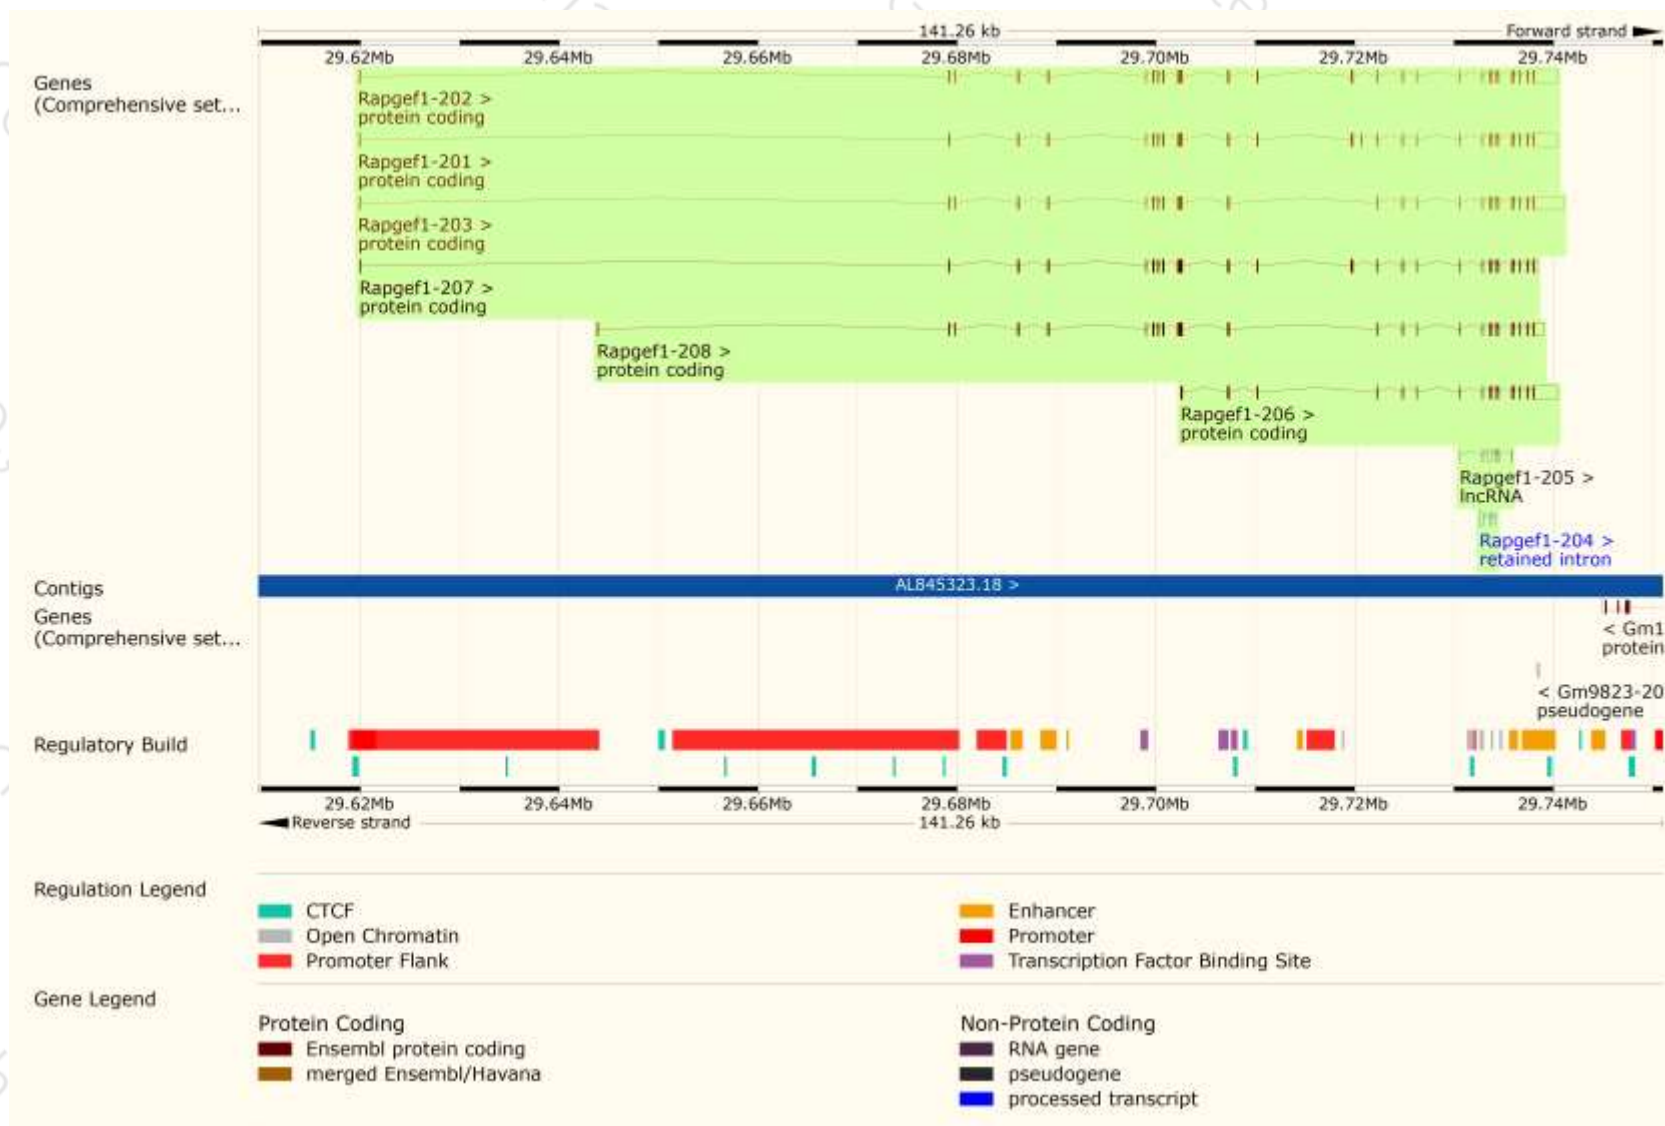 141.26 kb
Forward strand
29.62Mb 29.64Mb 29.66Mb 29.68Mb 29.70Mb 29.72Mb 29.74Mb
Genes
(Comprehensive set...
Rapgef1-202 >
protein coding
Rapgef1-201 >
protein coding
Rapgef1-203 >
protein coding
Rapgef1-207 >
protein coding
Rapgef1-208 >
protein coding
Rapgef1-206 >
protein coding
Rapgef1-205 >
lncRNA
Rapgef1-204 >
retained intron
Contigs
AL845323.18 >
Genes
(Comprehensive set...
< Gm1
protein
< Gm9823-20
pseudogene
Regulatory Build
29.62Mb 29.64Mb 29.66Mb 29.68Mb 29.70Mb 29.72Mb 29.74Mb
Reverse strand
141.26 kb
Regulation Legend
CTCF
Open Chromatin
Promoter Flank
Enhancer
Promoter
Transcription Factor Binding Site
Gene Legend
Protein Coding
Ensembl protein coding
merged Ensembl/Havana
Non-Protein Coding
RNA gene
pseudogene
processed transcript